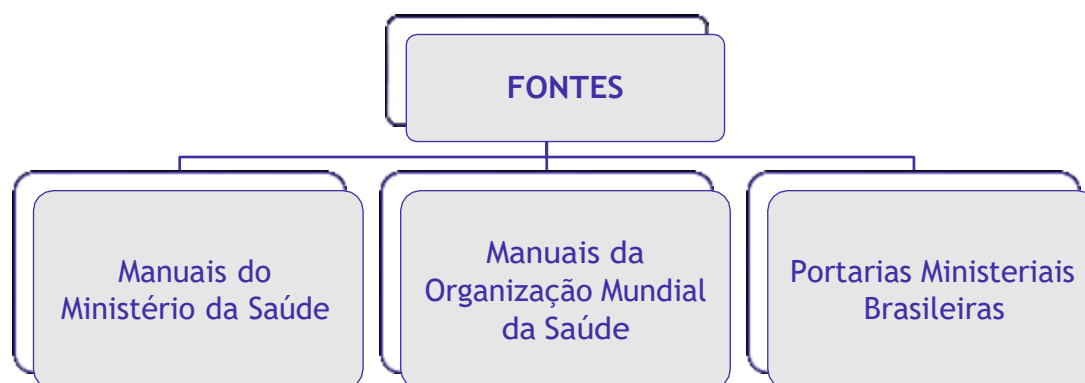 FONTES
Manuais do
Ministério da Saúde
Manuais da
Organização Mundial
da Saúde
Portarias Ministeriais
Brasileiras